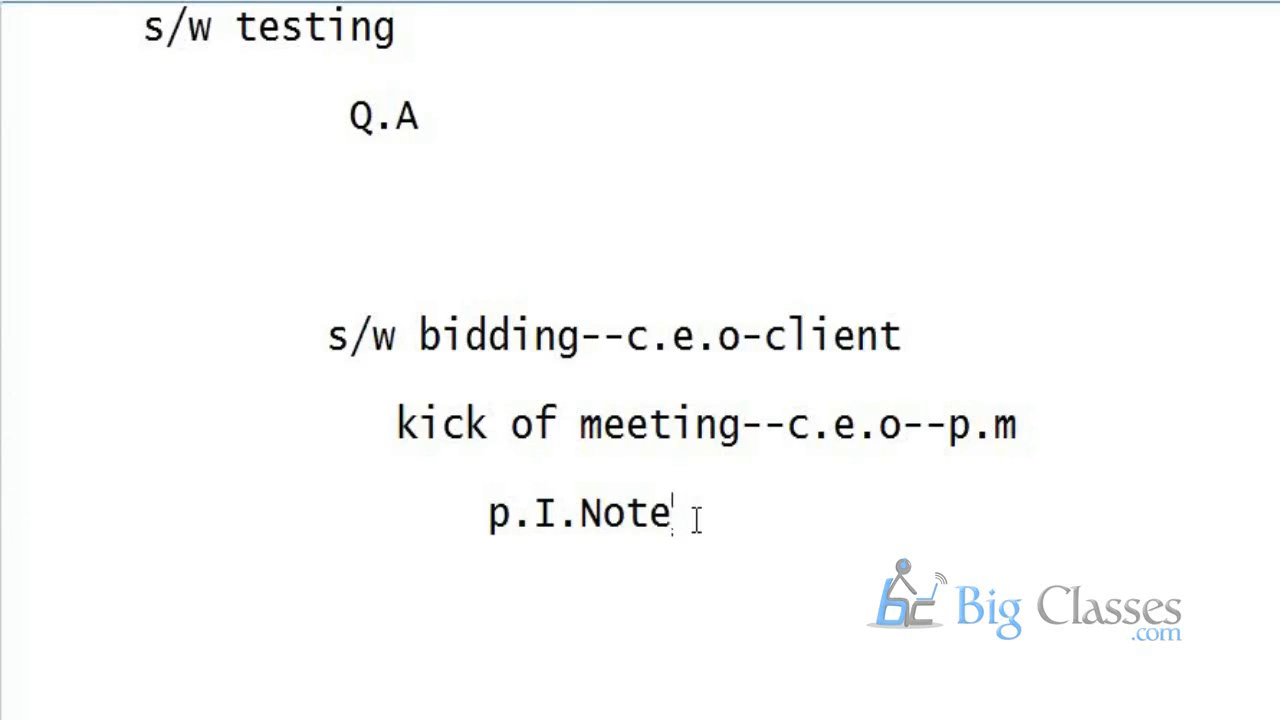 s/w testing
Q.A
s/w bidding--c.e.o-client
kick of meeting--c.e.o--p.m
p.I.Note
Big Classes
.com